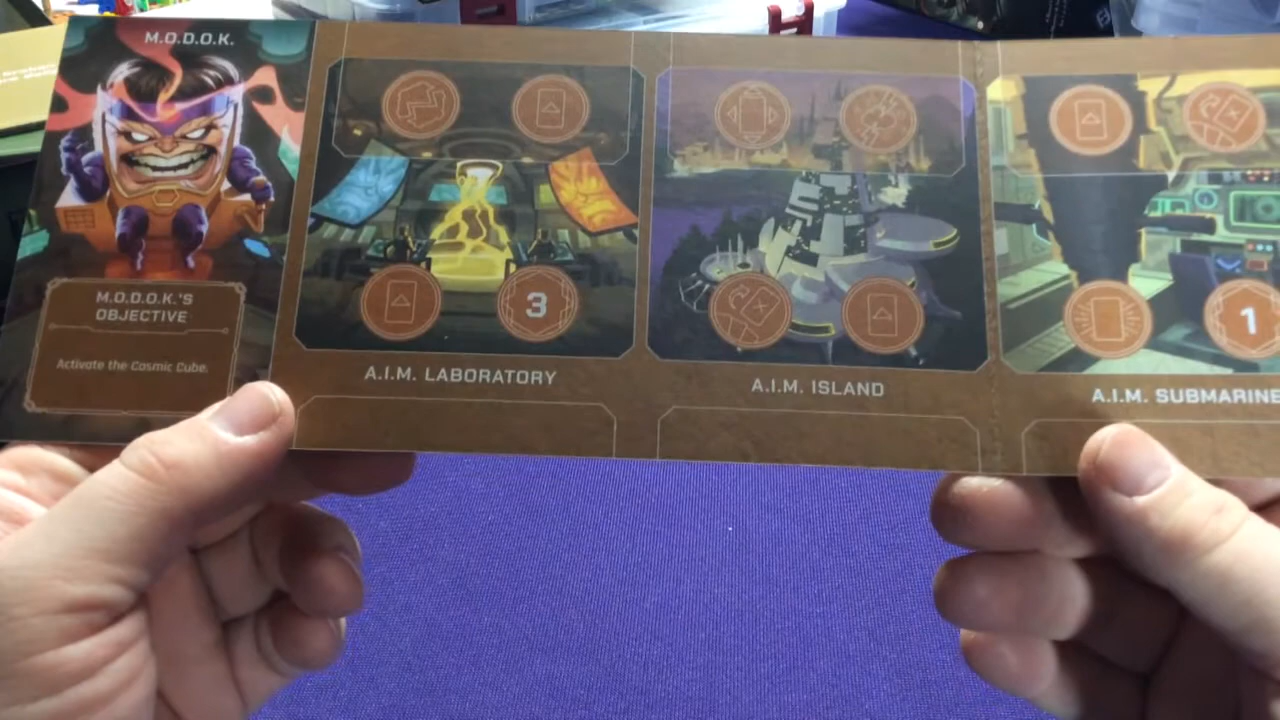 M.O.D.O.K.
M.O.D.O.K.'S
OBJECTIVE
Activate the Cosmic Cube.
3
A.I.M. LABORATORY
A.I.M. ISLAND
1
A.I.M. SUBMARINE